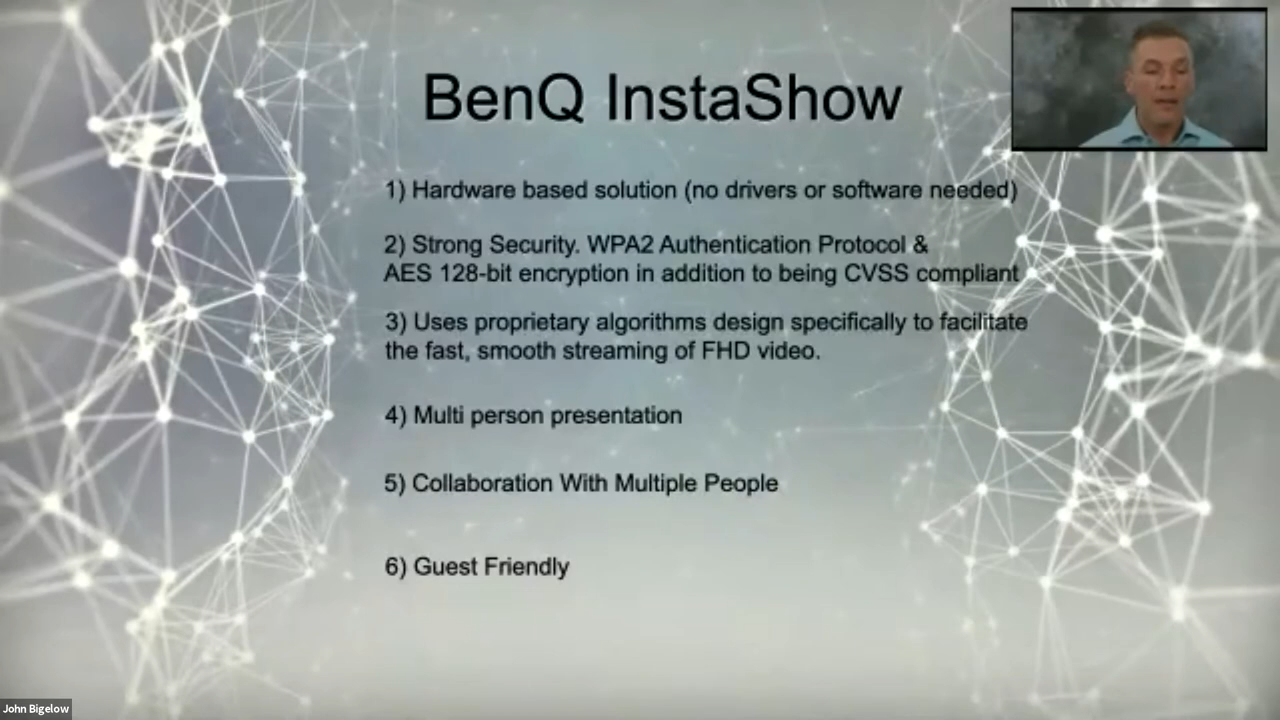 BenQ InstaShow
1) Hardware based solution (no drivers or software needed)
2) Strong Security. WPA2 Authentication Protocol &
AES 128-bit encryption in addition to being CVSS compliant
3) Uses proprietary algorithms design specifically to facilitate
the fast, smooth streaming of FHD video.
4) Multi person presentation
5) Collaboration With Multiple People
6) Guest Friendly
John Bigelow